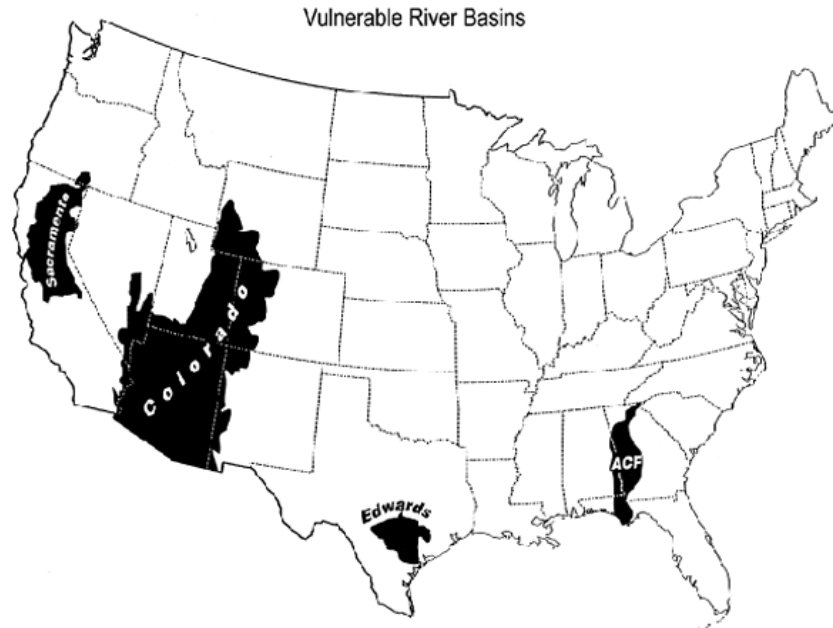 Vulnerable River Basins
Sacramento
Colorado
ACF
Edwards